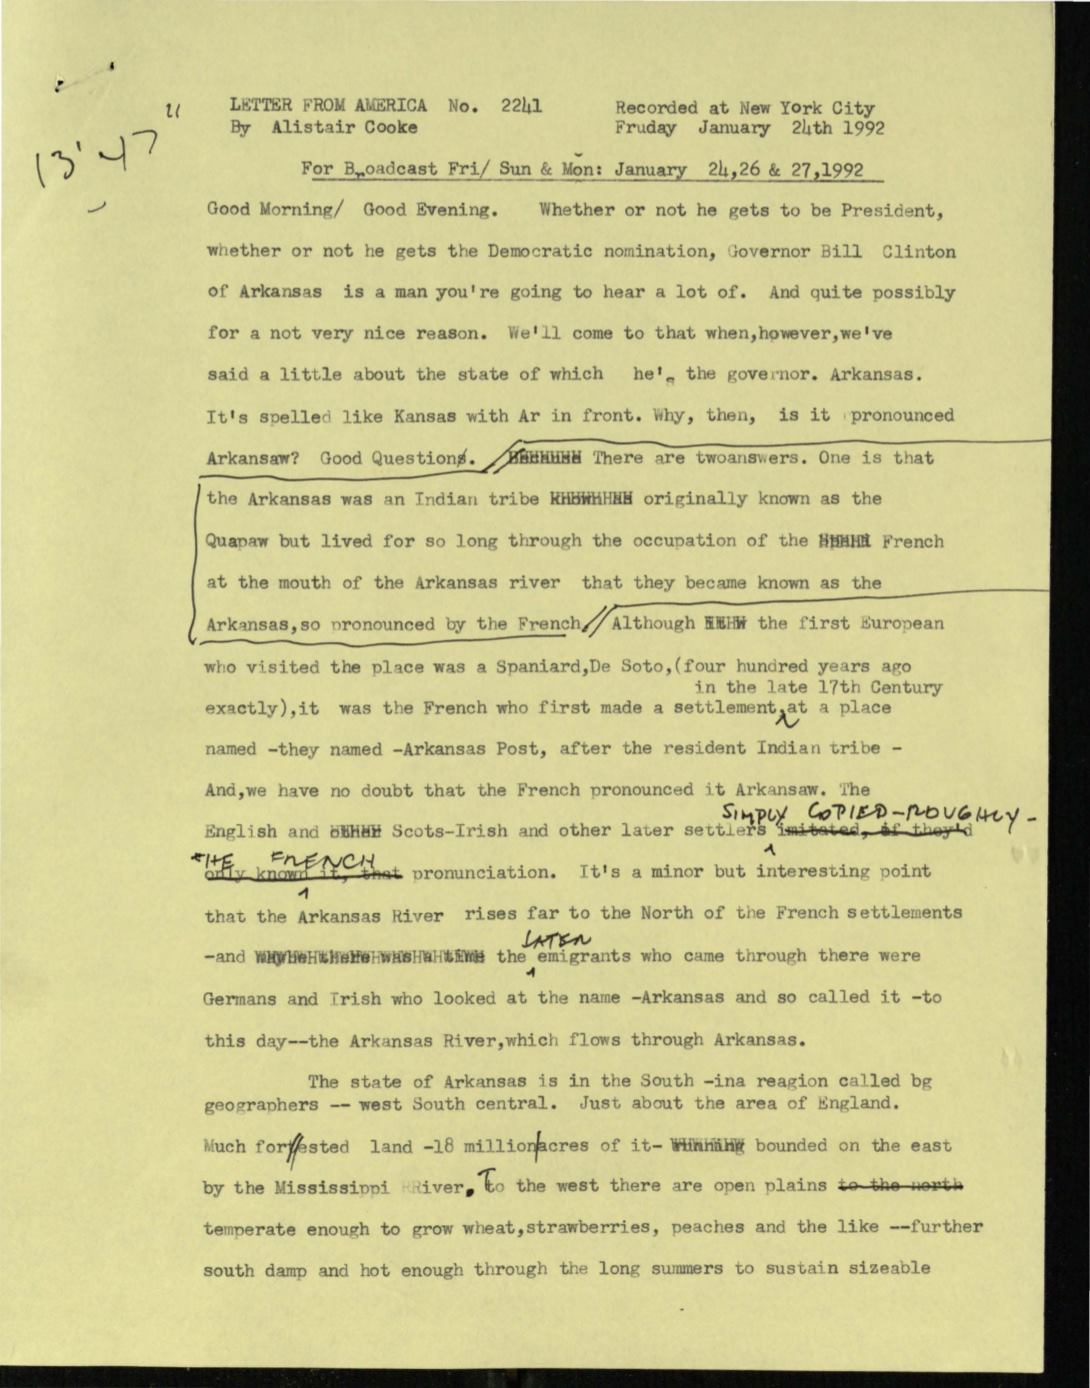 13' 47"
LETTER FROM AMERICA No. 2241 Recorded at New York City
By Alistair Cooke Fruday January 24th 1992
For Broadcast Fri/ Sun & Mon: January 24,26 & 27,1992
Good Morning/ Good Evening. Whether or not he gets to be President,
whether or not he gets the Democratic nomination, Governor Bill Clinton
of Arkansas is a man you're going to hear a lot of. And quite possibly
for a not very nice reason. We'll come to that when,however,we've
said a little about the state of which he's the governor. Arkansas.
It's spelled like Kansas with Ar in front. Why, then, is it pronounced
Arkansaw? Good Questions. Because There are twoanswers. One is that
the Arkansas was an Indian tribe originally known as the
Quapaw but lived for so long through the occupation of the French
at the mouth of the Arkansas river that they became known as the
Arkansas,so pronounced by the French. Although the first European
who visited the place was a Spaniard,De Soto,(four hundred years ago
in the late 17th Century
exactly),it was the French who first made a settlement,at a place
named -they named -Arkansas Post, after the resident Indian tribe -
And,we have no doubt that the French pronounced it Arkansaw. The
SIMPLY COPIED-ROUGHLY-
English and other Scots-Irish and other later settlers imitated, if they'd
THE FRENCH
only known it, that pronunciation. It's a minor but interesting point
that the Arkansas River rises far to the North of the French settlements
LATER
-and maybe there was a time the emigrants who came through there were
Germans and Irish who looked at the name -Arkansas and so called it -to
this day--the Arkansas River,which flows through Arkansas.
The state of Arkansas is in the South -ina reagion called bg
geographers -- west South central. Just about the area of England.
Much forfested land -18 million acres of it- running bounded on the east
by the Mississippi River. To the west there are open plains to the north
temperate enough to grow wheat,strawberries, peaches and the like --further
south damp and hot enough through the long summers to sustain sizeable